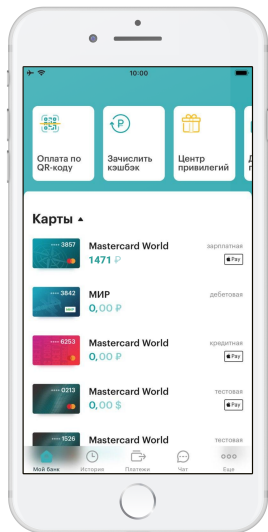 10:00
Оплата по
QR-коду
Зачислить
кэшбэк
Центр
привилегий
Карты
•••• 3857
Mastercard World
зарплатная
1471 ₽
Pay
•••• 3842
МИР
дебетовая
0,00 ₽
•••• 6253
Mastercard World
кредитная
0,00 ₽
Pay
•••• 0213
Mastercard World
тестовая
0,00 $
Pay
•••• 1526
Mastercard World
тестовая
Мой банк
История
Платежи
Чат
Еще